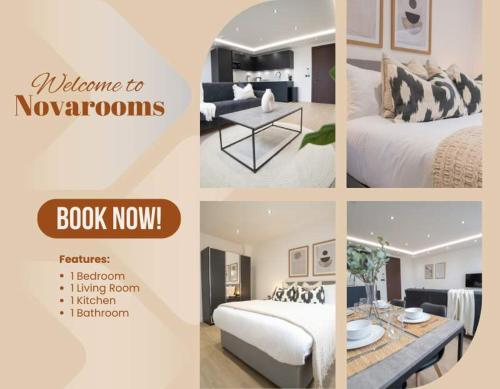 Welcome to
Novarooms
BOOK NOW!
Features:
• 1 Bedroom
• 1 Living Room
• 1 Kitchen
• 1 Bathroom